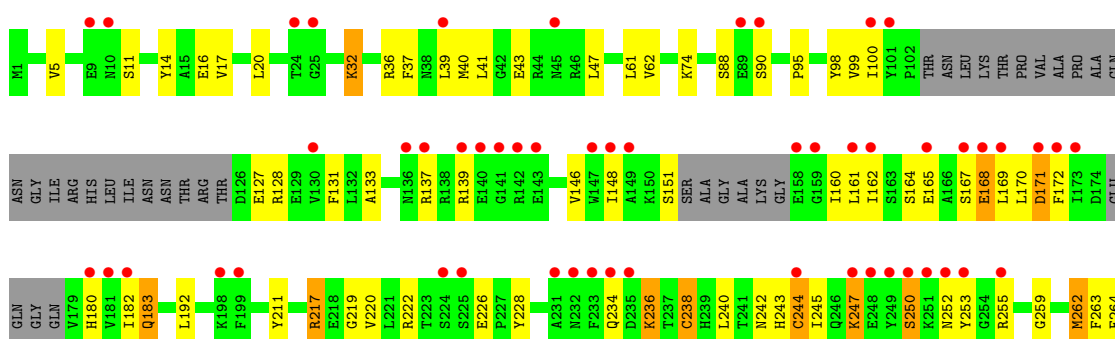 M1 V5 E9 N10 S11 Y14 A15 E16 V17 L20 T24 G25 K32 R36 F37 N38 L39 M40 L41 G42 E43 R44 N45 R46 L47 L61 V62 K74 S88 E89 S90 P95 Y98 V99 I100 Y101 P102 THR ASN LEU LYS THR PRO VAL ALA PRO ALA GLN
ASN GLY ILE ARG HIS LEU ILE ASN ASN THR ARG THR D126 E127 R128 E129 V130 F131 L132 A133 N136 R137 R138 R139 E140 G141 R142 E143 V146 W147 I148 A149 K150 S151 SER ALA GLY ALA LYS GLY E158 G159 I160 L161 I162 S163 S164 E165 A166 S167 E168 L169 L170 D171 F172 I173 D174 GLU
GLN GLY GLN V179 H180 V181 I182 Q183 L192 K198 F199 Y211 R217 E218 G219 V220 L221 R222 T223 S224 S225 E226 P227 Y228 A231 N232 F233 Q234 D235 K236 T237 C238 H239 L240 T241 N242 H243 C244 I245 Q246 K247 E248 Y249 S250 K251 N252 Y253 G254 R255 G259 M262 F263